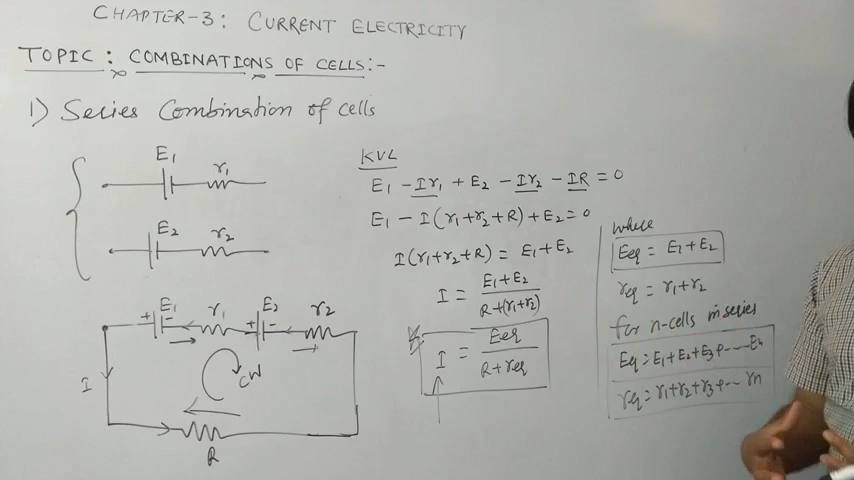 CHAPTER-3: CURRENT ELECTRICITY
TOPIC: COMBINATIONS OF CELLS:-
1) Series Combination of cells
E₁ r₁
E₂ r₂
+ E₁ - r₁ + E₂ - r₂
I
CW
R
KVL
E₁ - Ir₁ + E₂ - Ir₂ - IR = 0
E₁ - I(r₁+r₂+R) + E₂ = 0
I(r₁+r₂+R) = E₁+E₂
I = E₁+E₂ / R+(r₁+r₂)
I = Eeq / R+req
where
Eeq = E₁+E₂
req = r₁+r₂
for n-cells in series
Eq = E₁+E₂+E₃+-----En
req = r₁+r₂+r₃+--- rn